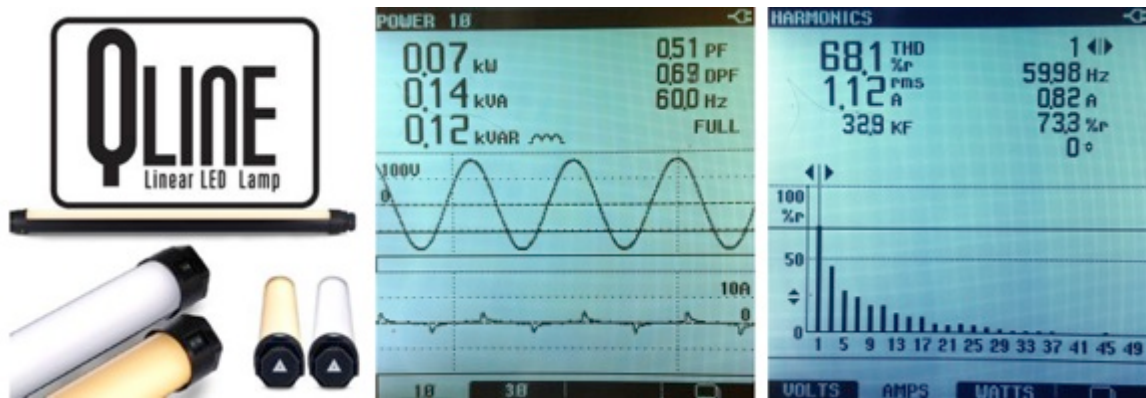 QLINE
Linear LED Lamp
POWER 1Ø
0.07 kW
0.51 PF
0.14 kVA
0.69 DPF
60.0 Hz
0.12 kVAR
FULL
100V
0
10A
0
1Ø
3Ø
HARMONICS
68.1 THD %r
1
1.12 rms A
59.98 Hz
0.82 A
32.9 KF
73.3 %r
0 °
100
%r
50
0
1 5 9 13 17 21 25 29 33 37 41 45 49
VOLTS AMPS WATTS